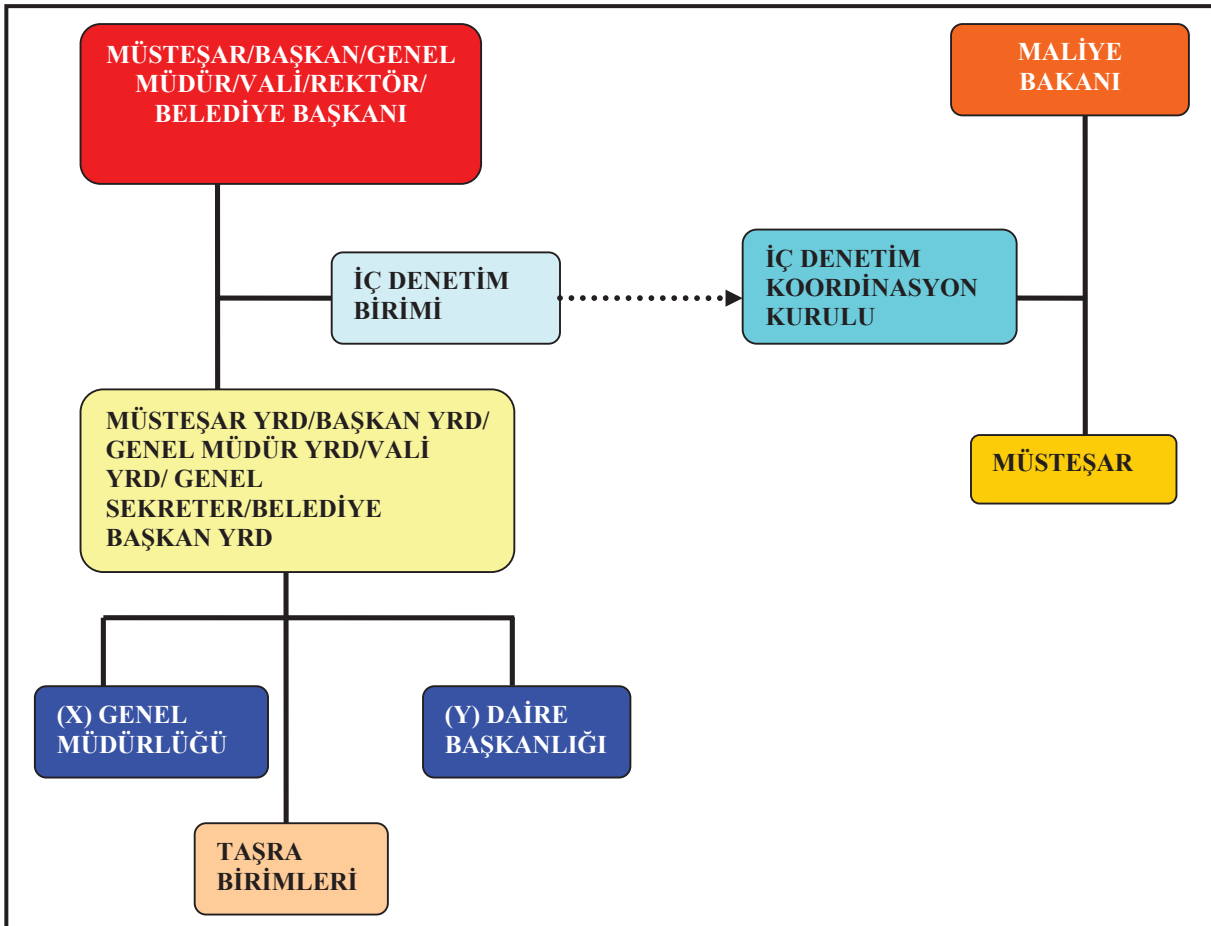 MÜSTEŞAR/BAŞKAN/GENEL
MÜDÜR/VALİ/REKTÖR/
BELEDİYE BAŞKANI
MALİYE
BAKANI
İÇ DENETİM
BİRİMİ
İÇ DENETİM
KOORDİNASYON
KURULU
MÜSTEŞAR YRD/BAŞKAN YRD/
GENEL MÜDÜR YRD/VALİ
YRD/ GENEL
SEKRETER/BELEDİYE
BAŞKAN YRD
MÜSTEŞAR
(X) GENEL
MÜDÜRLÜĞÜ
(Y) DAİRE
BAŞKANLIĞI
TAŞRA
BİRİMLERİ